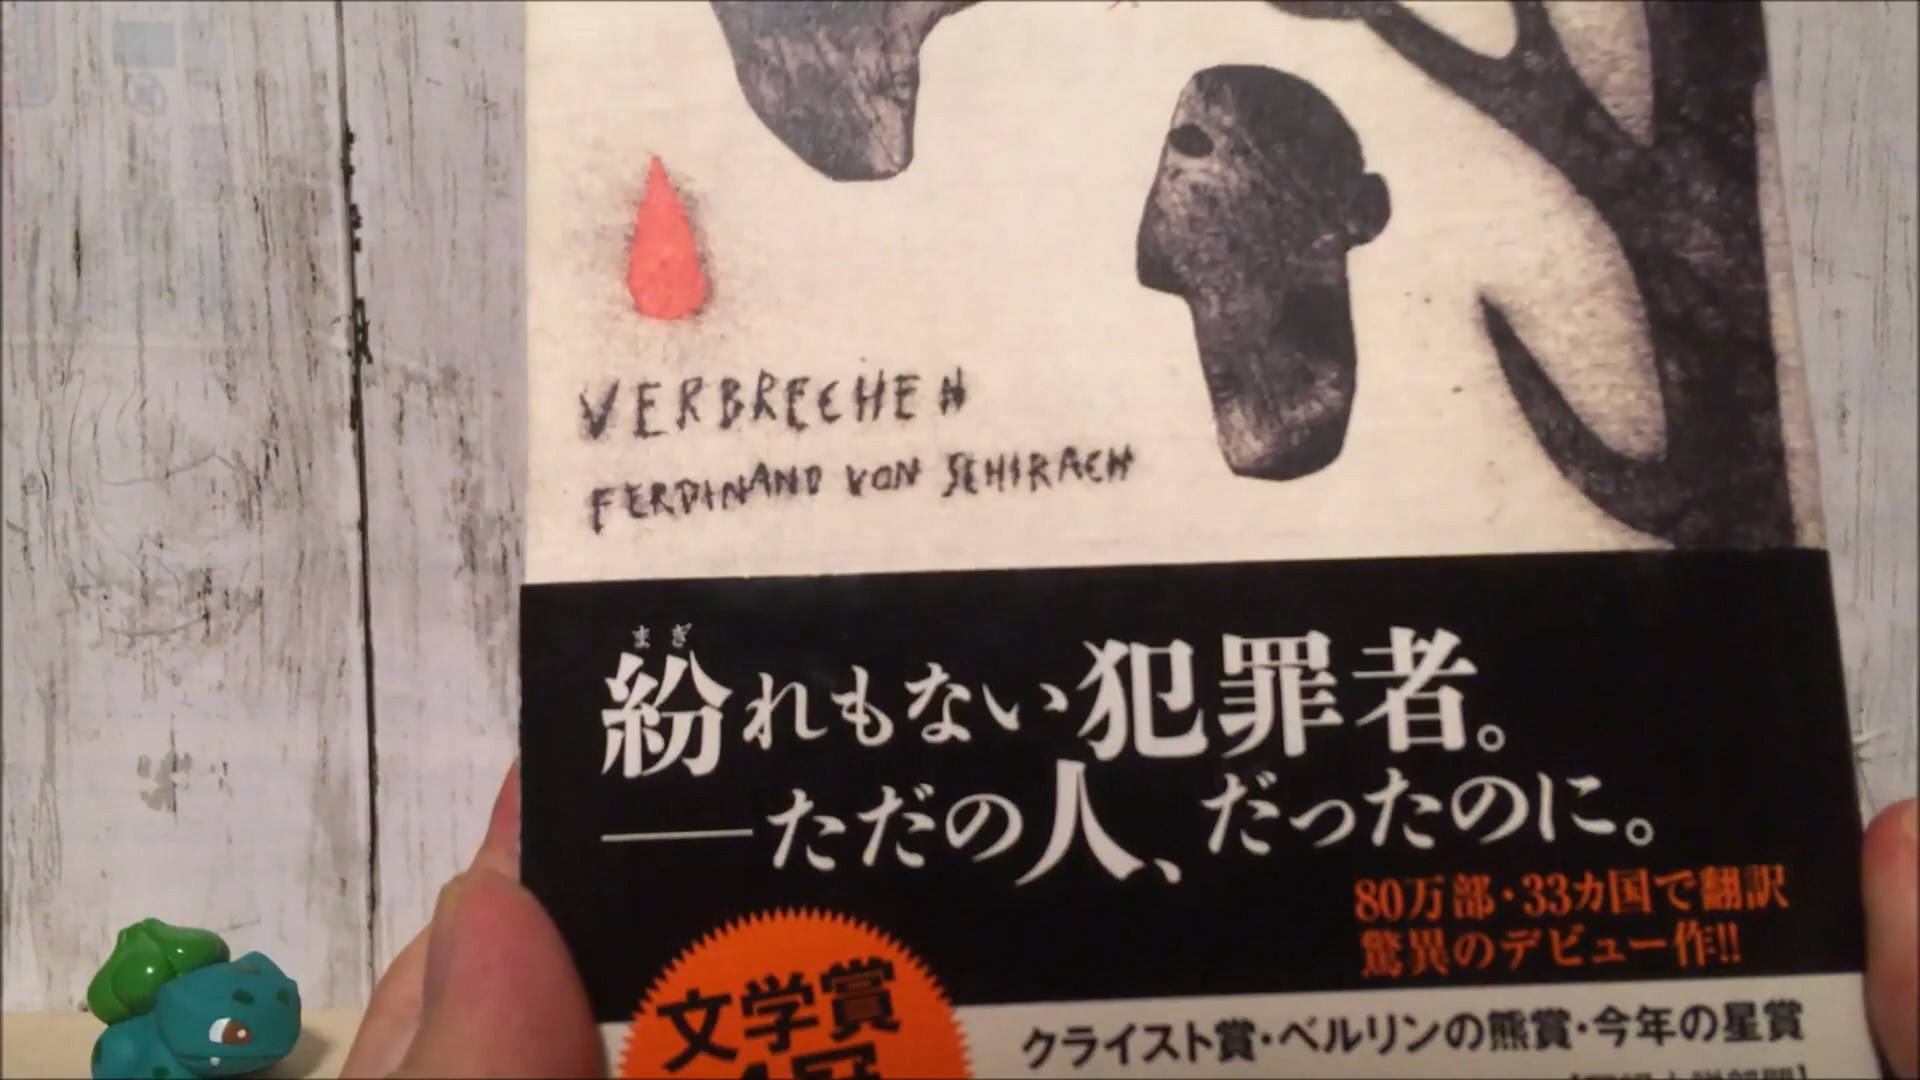 VERBRECHEN
FERDINAND VON SCHIRACH
まぎ
紛れもない犯罪者。
──ただの人、だったのに。
80万部・33カ国で翻訳
驚異のデビュー作!!
文学賞
クライスト賞・ベルリンの熊賞・今年の星賞